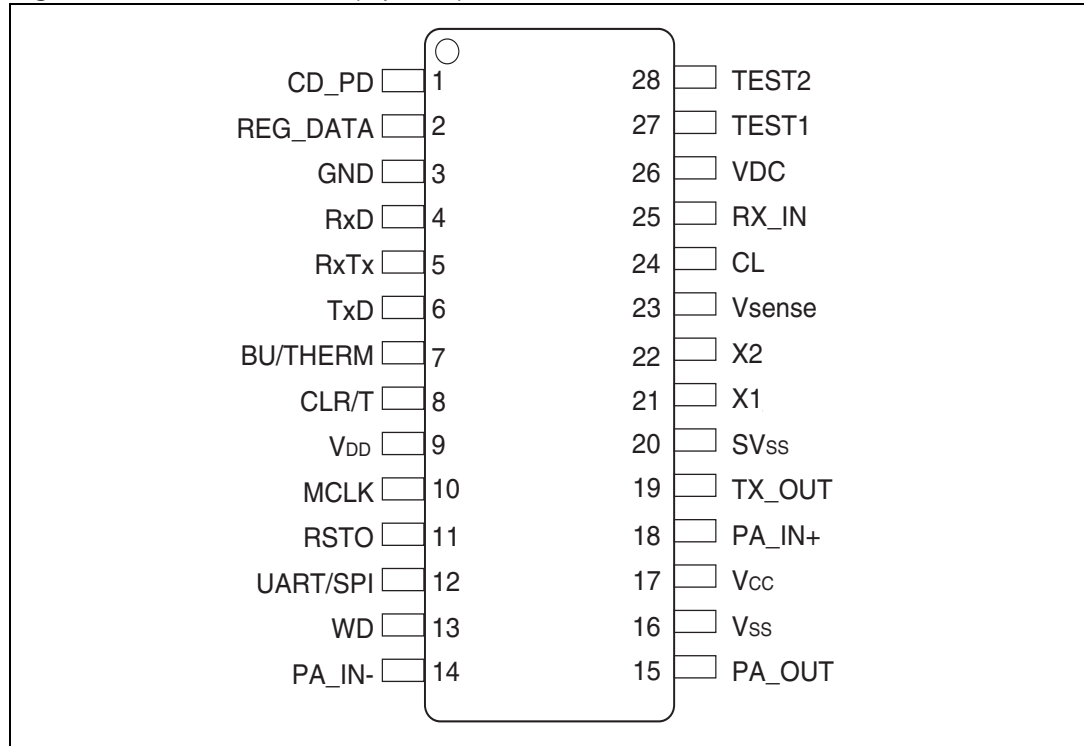 CD_PD 1 28 TEST2
REG_DATA 2 27 TEST1
GND 3 26 VDC
RxD 4 25 RX_IN
RxTx 5 24 CL
TxD 6 23 Vsense
BU/THERM 7 22 X2
CLR/T 8 21 X1
VDD 9 20 SVss
MCLK 10 19 TX_OUT
RSTO 11 18 PA_IN+
UART/SPI 12 17 Vcc
WD 13 16 Vss
PA_IN- 14 15 PA_OUT